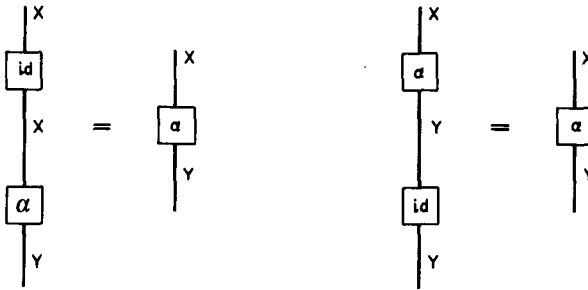 X X
id X a X
X = α Y = α
α Y id Y
Y Y